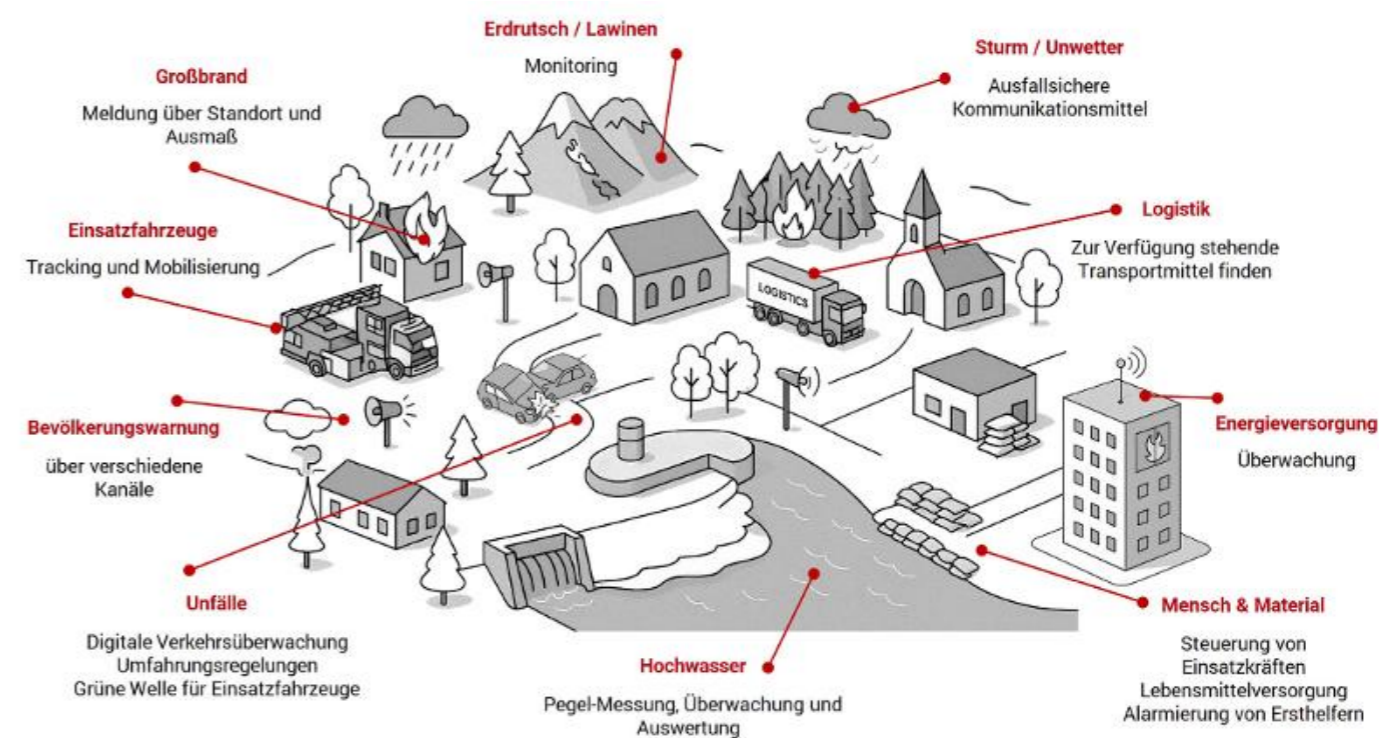 Erdrutsch / Lawinen
Monitoring
Sturm / Unwetter
Ausfallsichere
Kommunikationsmittel
Großbrand
Meldung über Standort und
Ausmaß
Logistik
Zur Verfügung stehende
Transportmittel finden
LOGISTICS
Einsatzfahrzeuge
Tracking und Mobilisierung
Bevölkerungswarnung
über verschiedene
Kanäle
Energieversorgung
Überwachung
Unfälle
Digitale Verkehrsüberwachung
Umfahrungsregelungen
Grüne Welle für Einsatzfahrzeuge
Hochwasser
Pegel-Messung, Überwachung und
Auswertung
Mensch & Material
Steuerung von
Einsatzkräften
Lebensmittelversorgung
Alarmierung von Ersthelfern